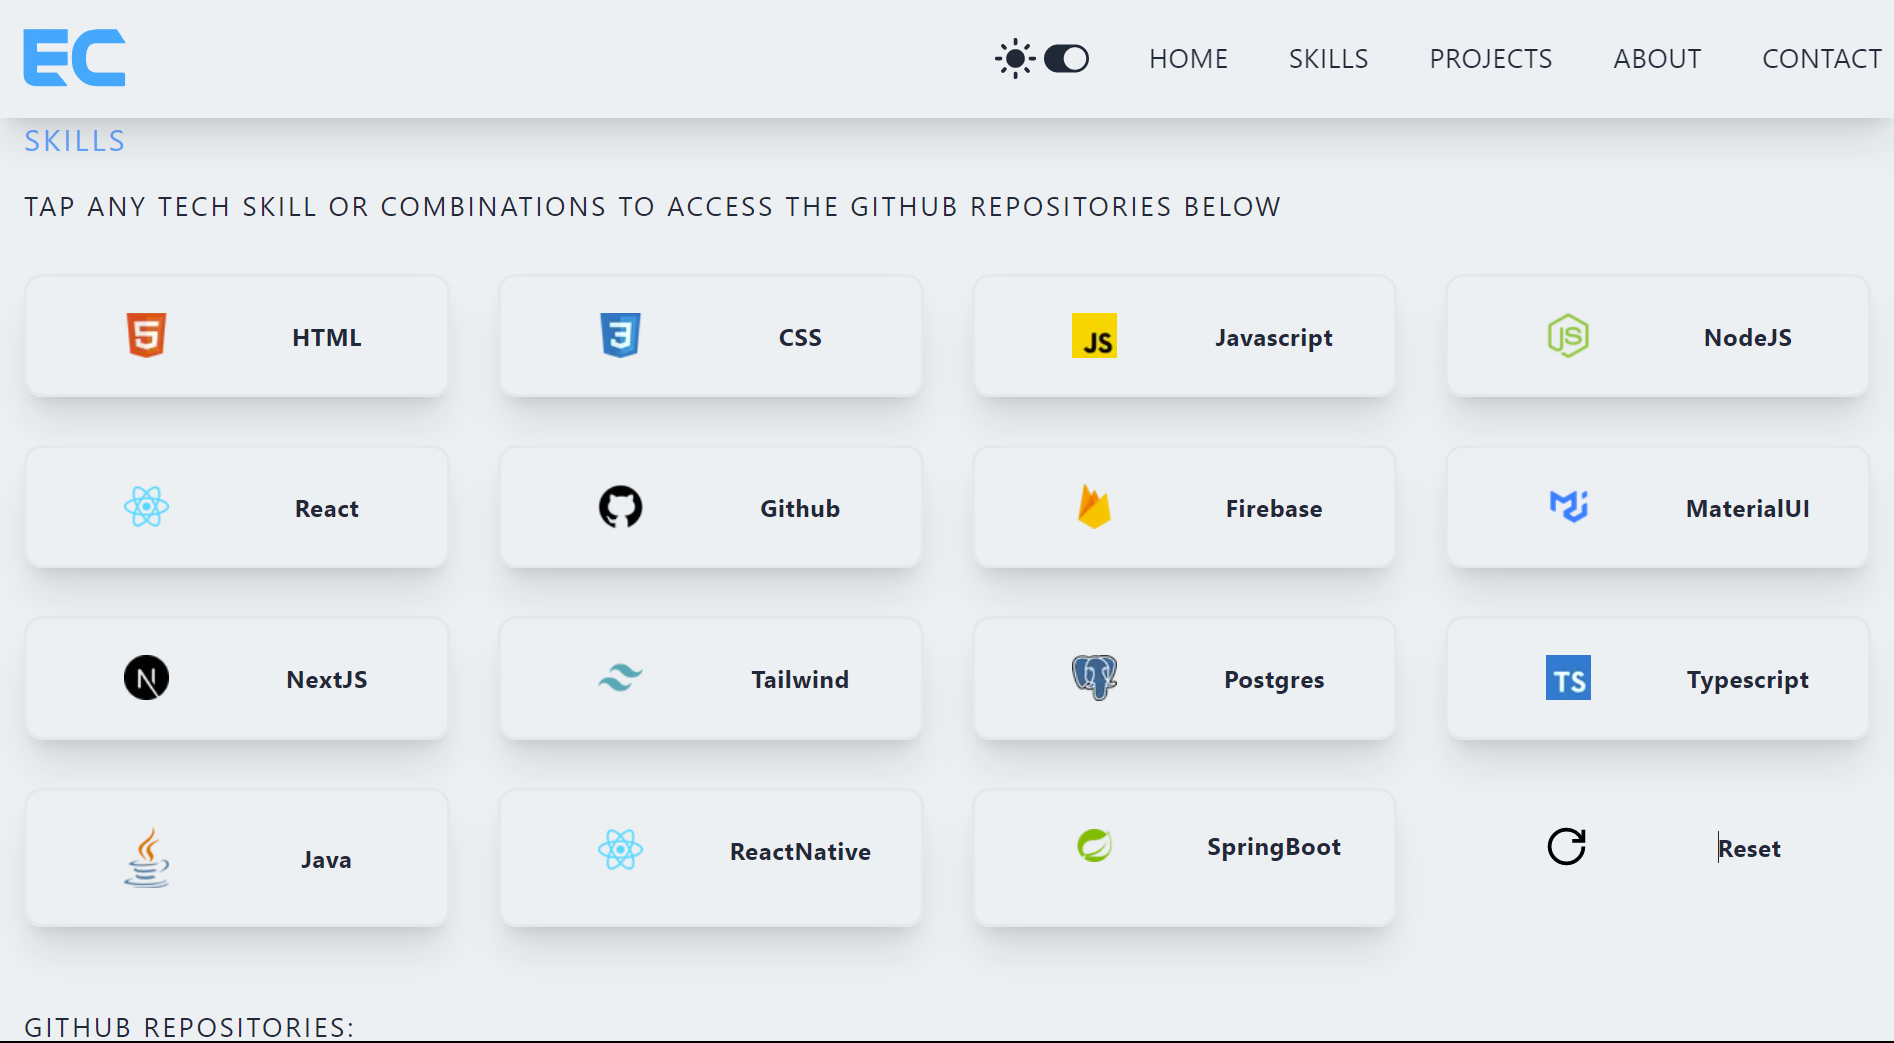 EC
HOME SKILLS PROJECTS ABOUT CONTACT
SKILLS
TAP ANY TECH SKILL OR COMBINATIONS TO ACCESS THE GITHUB REPOSITORIES BELOW
5 HTML 3 CSS JS Javascript JS NodeJS
React Github Firebase MaterialUI
N NextJS Tailwind Postgres TS Typescript
Java ReactNative SpringBoot Reset
GITHUB REPOSITORIES: